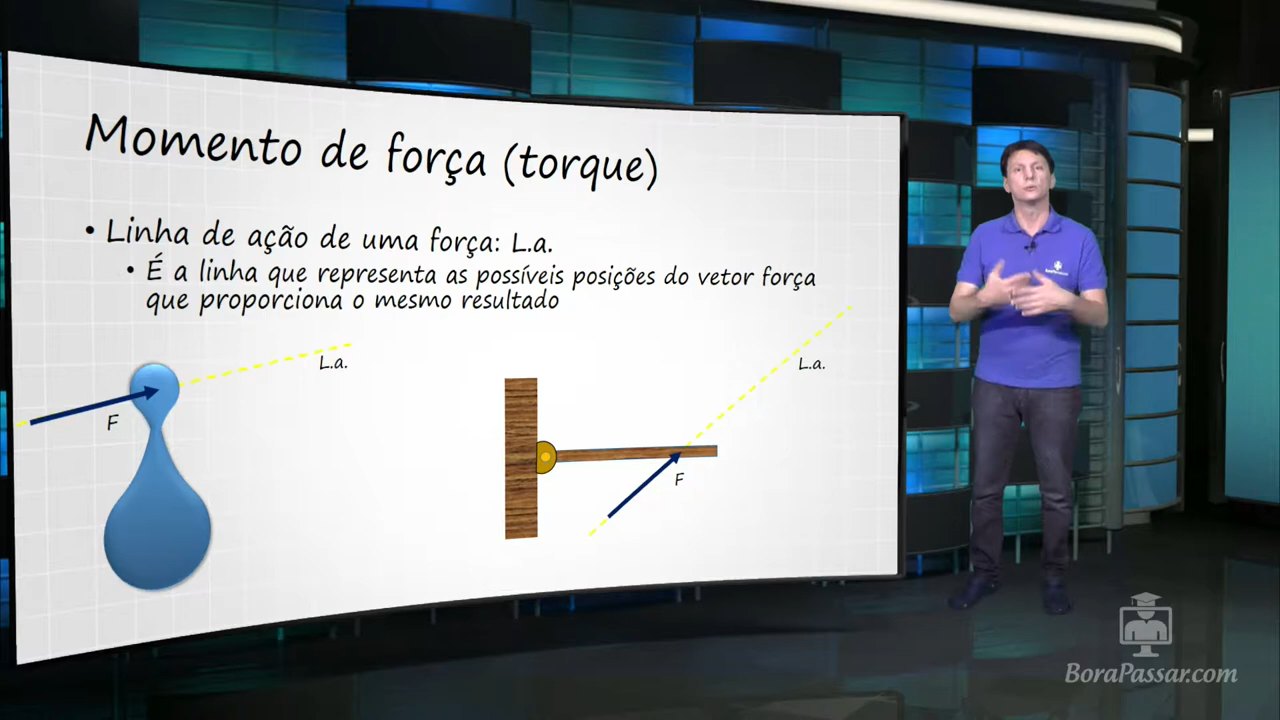 Momento de força (torque)
• Linha de ação de uma força: L.a.
• É a linha que representa as possíveis posições do vetor força
que proporciona o mesmo resultado
L.a.
F
L.a.
F
BoraPassar.com